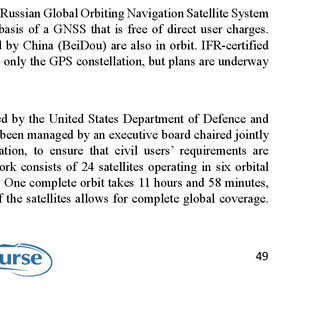 Russian Global Orbiting Navigation Satellite System
basis of a GNSS that is free of direct user charges.
by China (BeiDou) are also in orbit. IFR-certified
only the GPS constellation, but plans are underway
ed by the United States Department of Defence and
been managed by an executive board chaired jointly
ation, to ensure that civil users’ requirements are
ork consists of 24 satellites operating in six orbital
One complete orbit takes 11 hours and 58 minutes,
f the satellites allows for complete global coverage.
urse
49